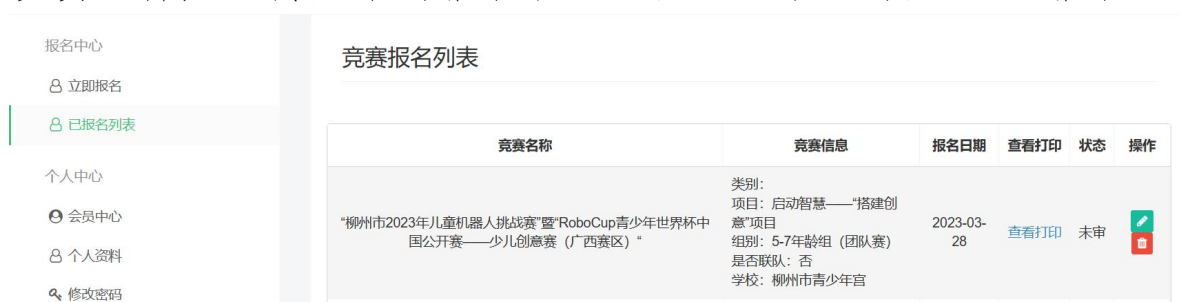 报名中心
立即报名
已报名列表
个人中心
会员中心
个人资料
修改密码
竞赛报名列表
竞赛名称 竞赛信息 报名日期 查看打印 状态 操作
“柳州市2023年儿童机器人挑战赛”暨“RoboCup青少年世界杯中
国公开赛——少儿创意赛（广西赛区）“
类别:
项目：启动智慧——“搭建创
意”项目
组别：5-7年龄组（团队赛）
是否联队：否
学校：柳州市青少年宫
2023-03-
28
查看打印
未审